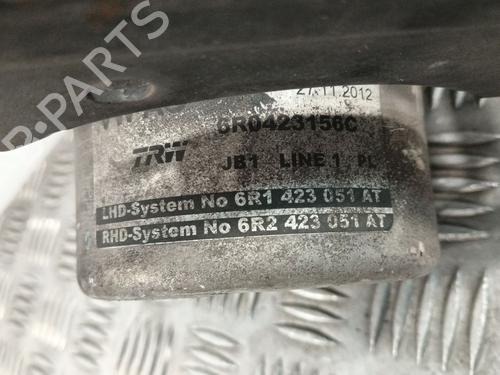 27.11.2012
6R0423156C
TRW JB1 LINE 1 PL
LHD-System No 6R1 423 051 AT
RHD-System No 6R2 423 051 AT
B-PARTS